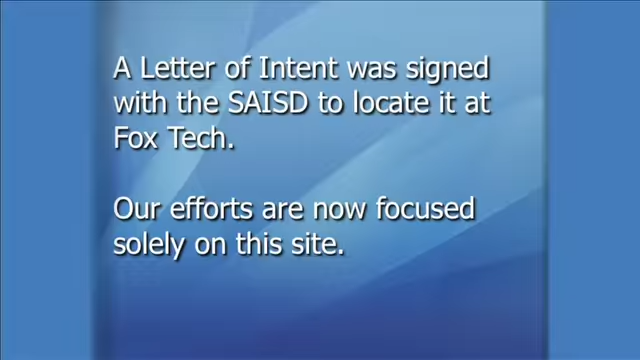 A Letter of Intent was signed
with the SAISD to locate it at
Fox Tech.
Our efforts are now focused
solely on this site.